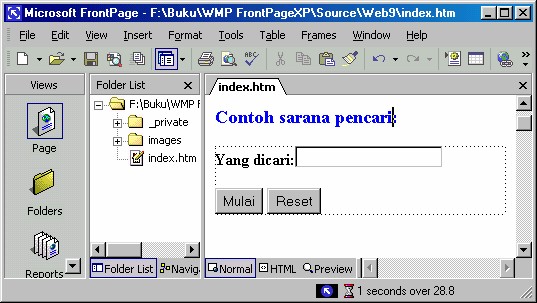 Microsoft FrontPage - F:\Buku\WMP FrontPageXP\Source\Web9\index.htm
File Edit View Insert Format Tools Table Frames Window Help
Views
Folder List
index.htm
F:\Buku\WMP F
_private
images
index.htm
Page
Folders
Reports
Contoh sarana pencari:
Yang dicari:
Mulai Reset
Folder List Navig
Normal HTML Preview
1 seconds over 28.8